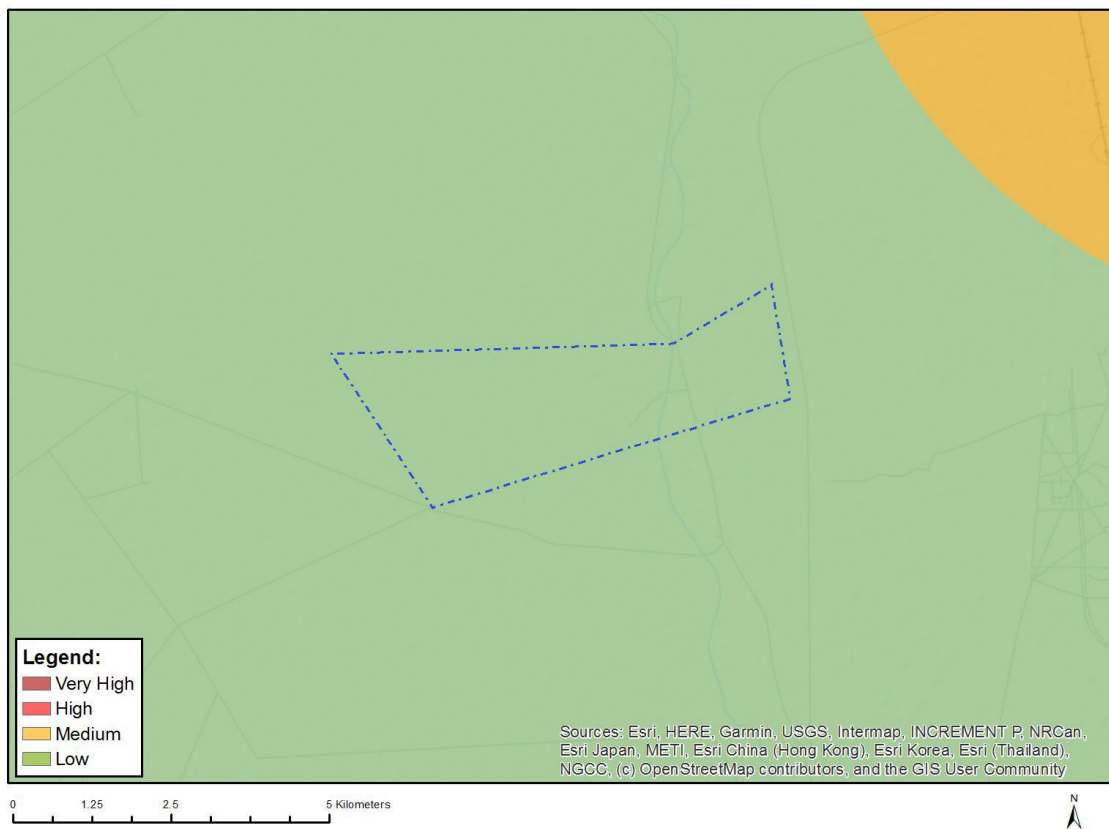 Legend:
Very High
High
Medium
Low
Sources: Esri, HERE, Garmin, USGS, Intermap, INCREMENT P, NRCan,
Esri Japan, METI, Esri China (Hong Kong), Esri Korea, Esri (Thailand),
NGCC, (c) OpenStreetMap contributors, and the GIS User Community
0 1.25 2.5 5 Kilometers
N